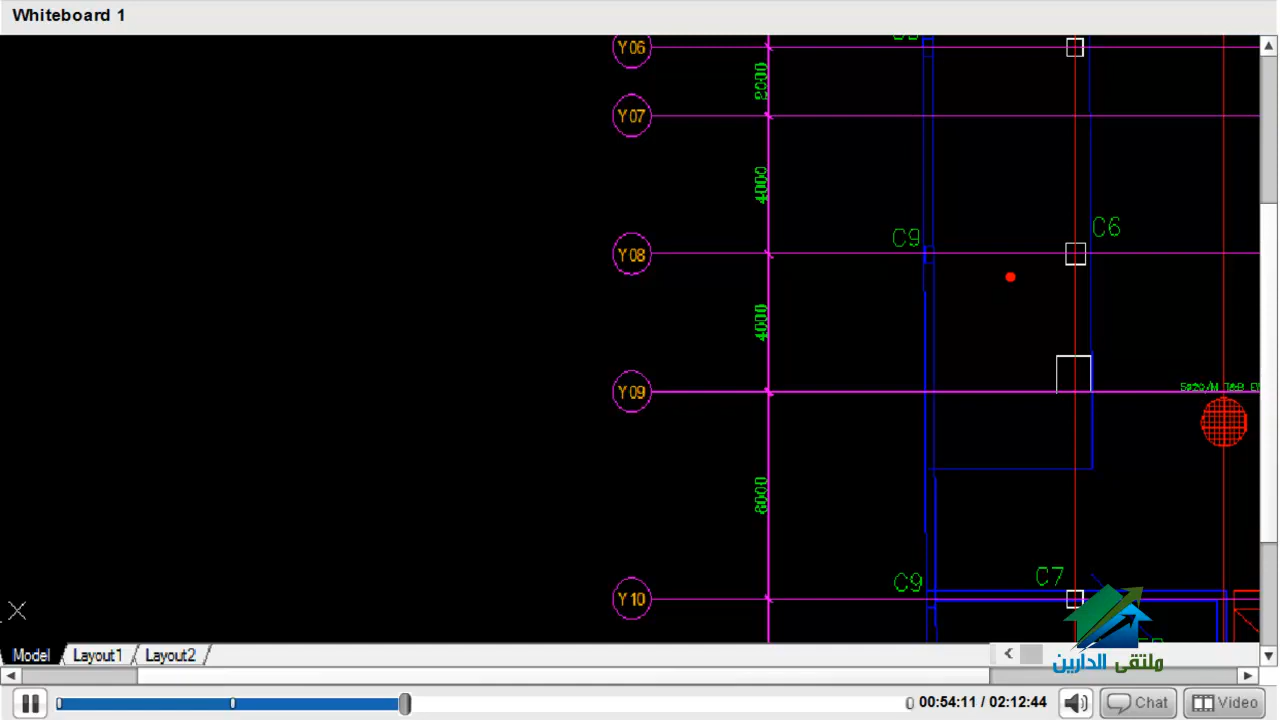 Whiteboard 1
Y06
2000
Y07
4000
C9
C6
Y08
4000
Y09
6000
C9
C7
Y10
Model
Layout1
Layout2
ملتقى الدارين
00:54:11 / 02:12:44
Chat
Video